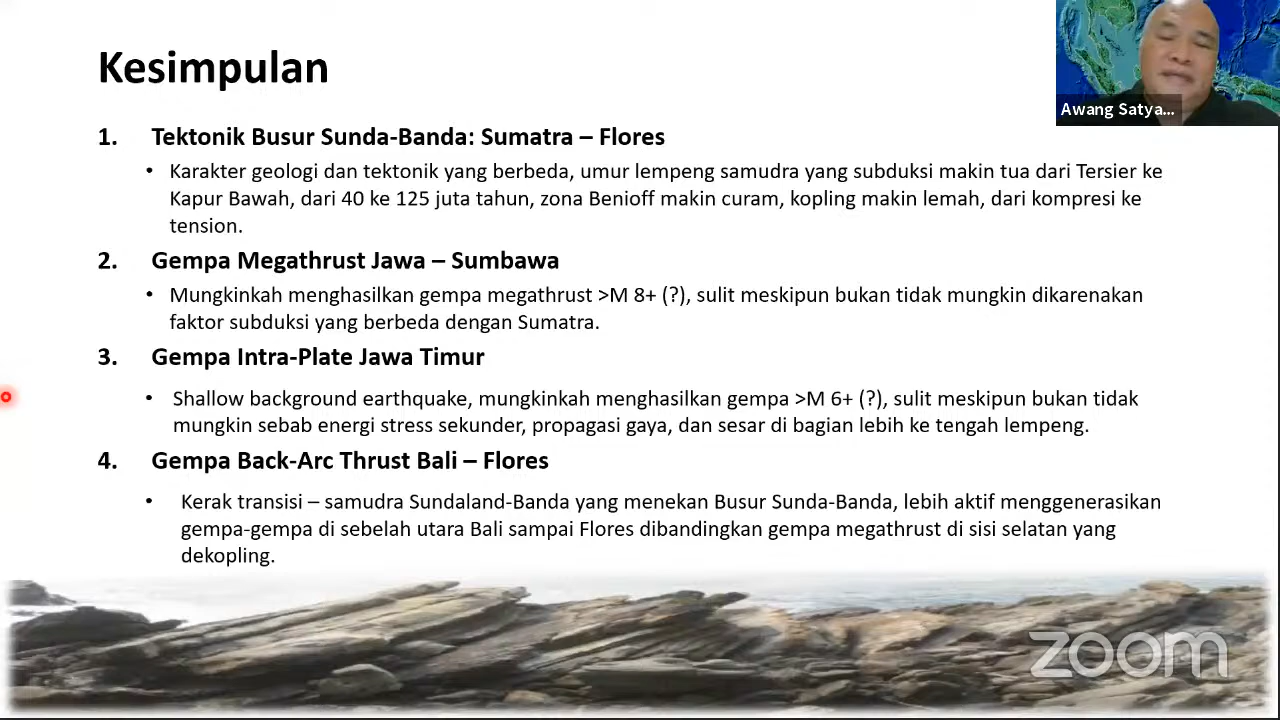 Kesimpulan
Awang Satya...
1. Tektonik Busur Sunda-Banda: Sumatra – Flores
• Karakter geologi dan tektonik yang berbeda, umur lempeng samudra yang subduksi makin tua dari Tersier ke
Kapur Bawah, dari 40 ke 125 juta tahun, zona Benioff makin curam, kopling makin lemah, dari kompresi ke
tension.
2. Gempa Megathrust Jawa – Sumbawa
• Mungkinkah menghasilkan gempa megathrust >M 8+ (?), sulit meskipun bukan tidak mungkin dikarenakan
faktor subduksi yang berbeda dengan Sumatra.
3. Gempa Intra-Plate Jawa Timur
• Shallow background earthquake, mungkinkah menghasilkan gempa >M 6+ (?), sulit meskipun bukan tidak
mungkin sebab energi stress sekunder, propagasi gaya, dan sesar di bagian lebih ke tengah lempeng.
4. Gempa Back-Arc Thrust Bali – Flores
• Kerak transisi – samudra Sundaland-Banda yang menekan Busur Sunda-Banda, lebih aktif menggenerasikan
gempa-gempa di sebelah utara Bali sampai Flores dibandingkan gempa megathrust di sisi selatan yang
dekopling.
zoom